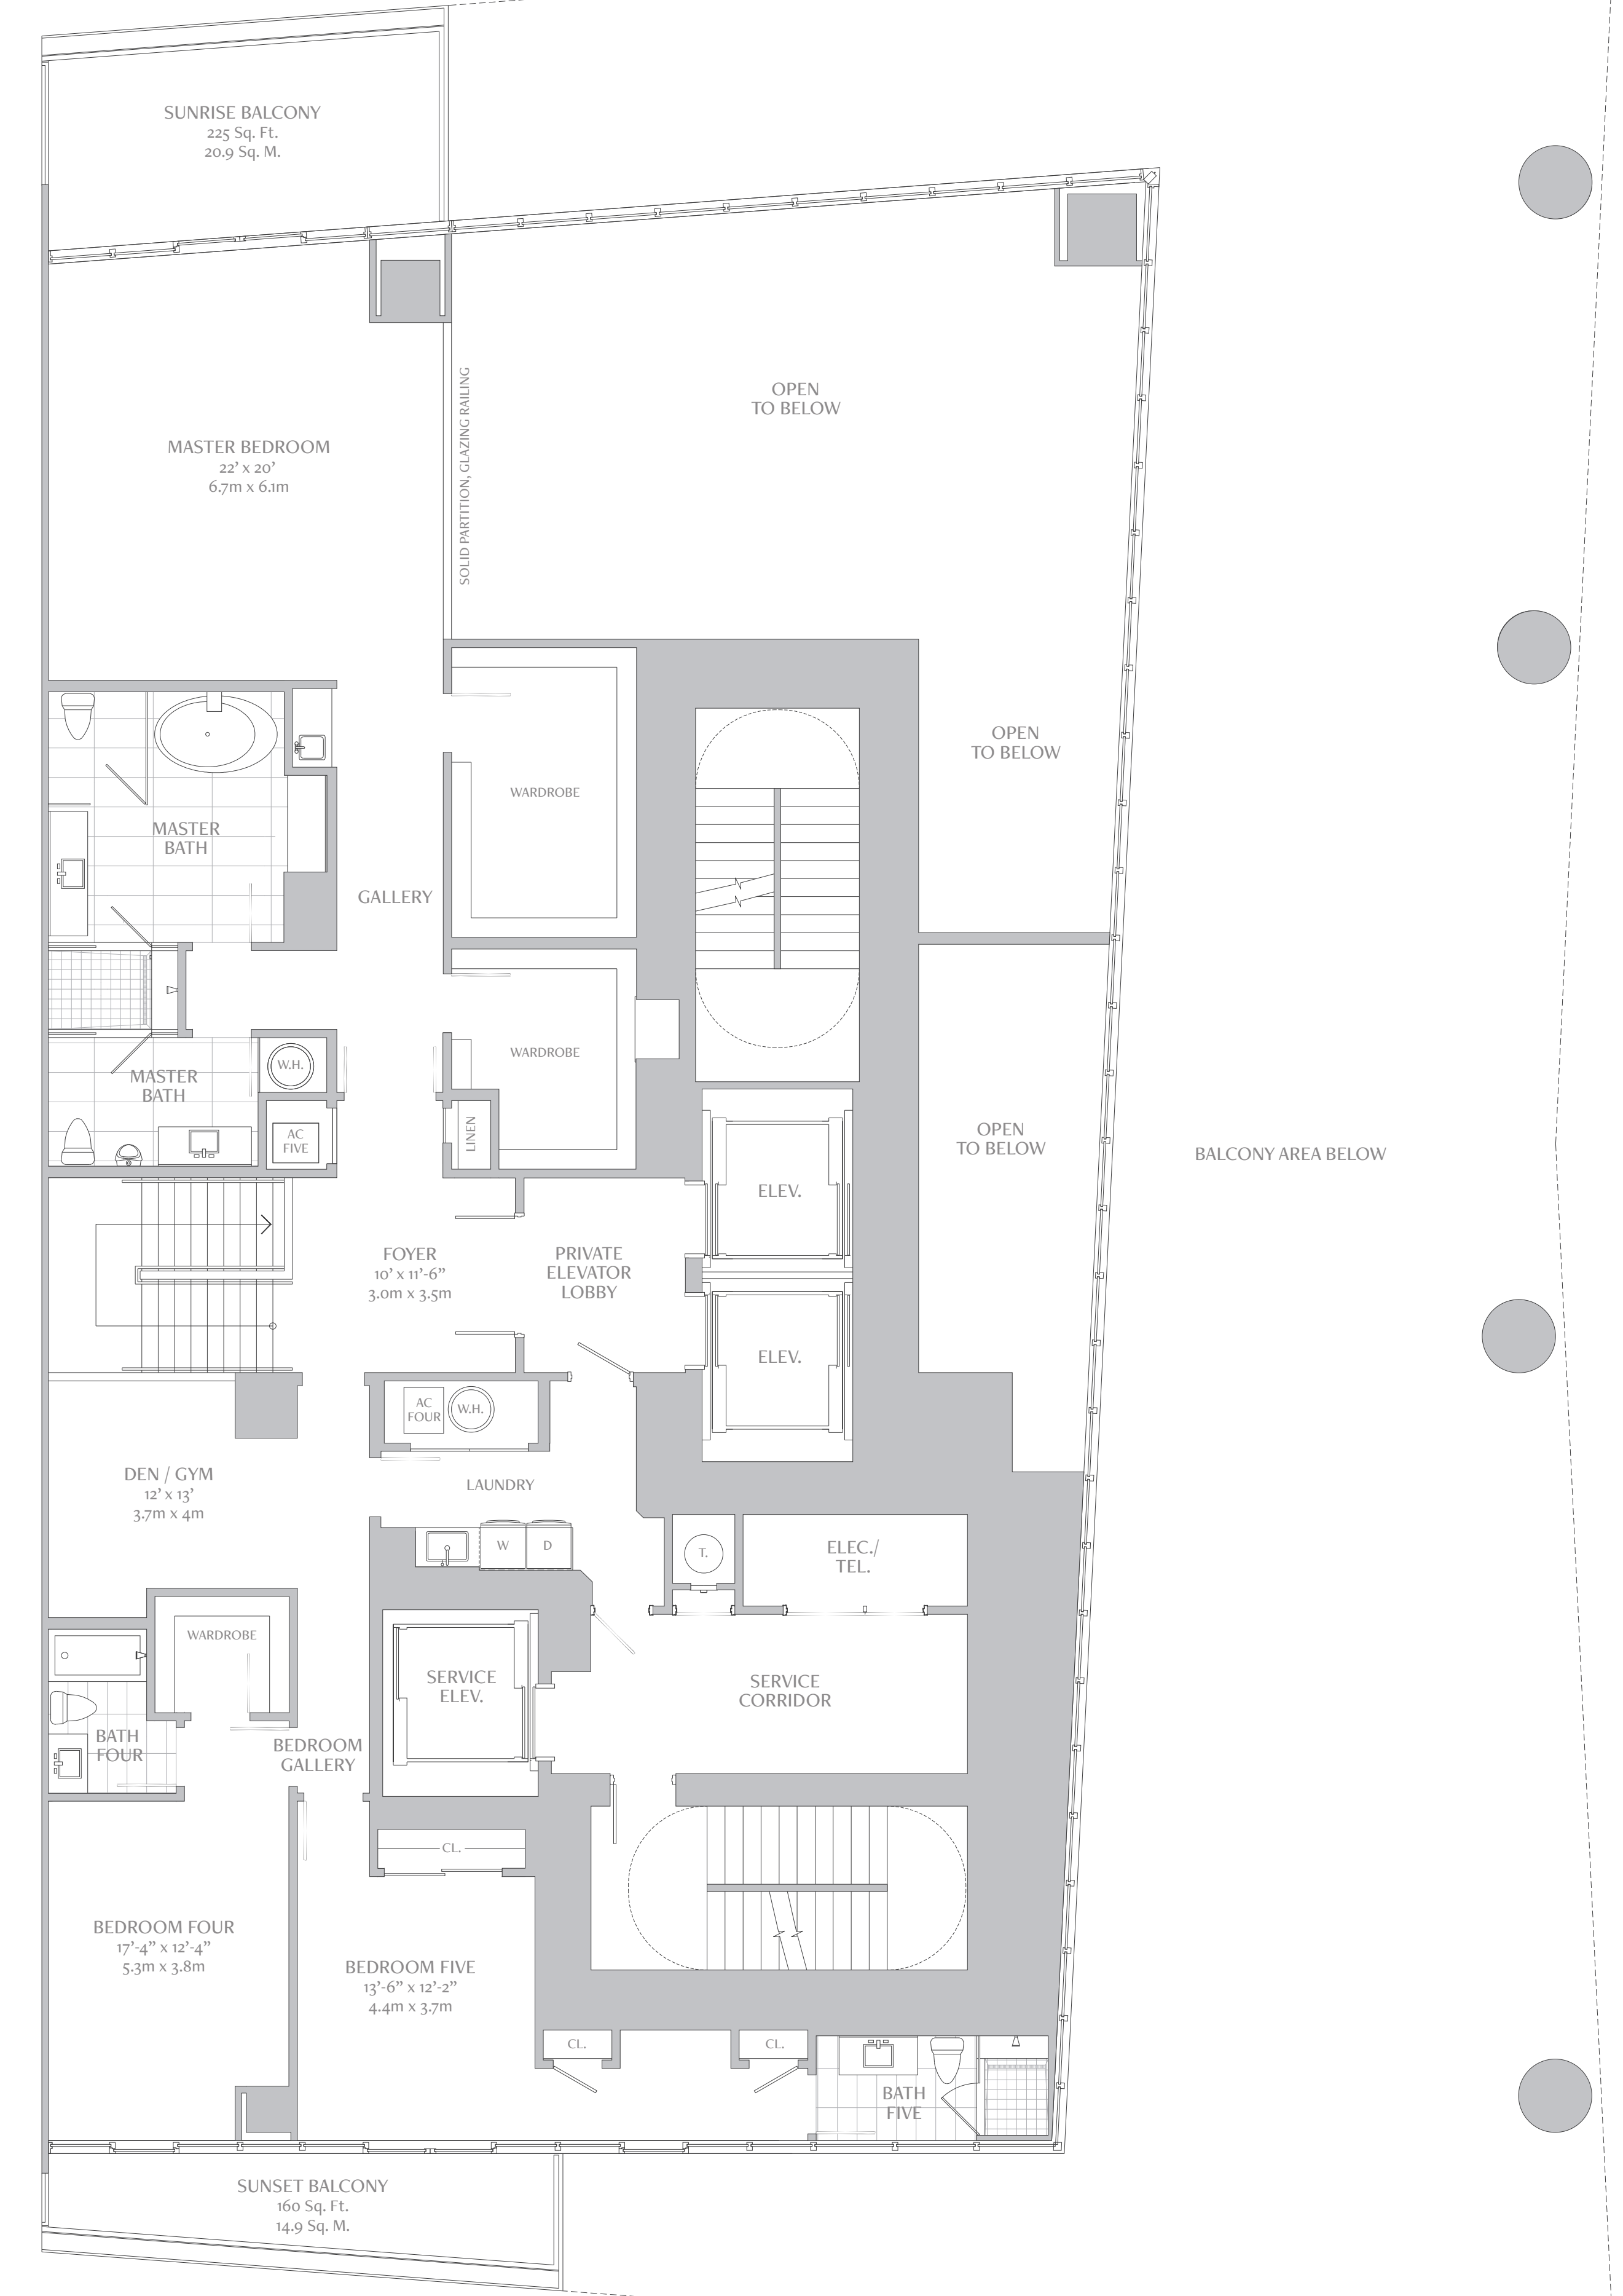 SUNRISE BALCONY
225 Sq. Ft.
20.9 Sq. M.
MASTER BEDROOM
22’ x 20’
6.7m x 6.1m
SOLID PARTITION, GLAZING RAILING
OPEN
TO BELOW
OPEN
TO BELOW
WARDROBE
MASTER
BATH
GALLERY
WARDROBE
W.H.
MASTER
BATH
AC
FIVE
LINEN
OPEN
TO BELOW
BALCONY AREA BELOW
ELEV.
FOYER
10’ x 11’-6”
3.0m x 3.5m
PRIVATE
ELEVATOR
LOBBY
ELEV.
AC
FOUR
W.H.
DEN / GYM
12’ x 13’
3.7m x 4m
LAUNDRY
W
D
T.
ELEC./
TEL.
WARDROBE
SERVICE
ELEV.
SERVICE
CORRIDOR
BATH
FOUR
BEDROOM
GALLERY
CL.
BEDROOM FOUR
17’-4” x 12’-4”
5.3m x 3.8m
BEDROOM FIVE
13’-6” x 12’-2”
4.4m x 3.7m
CL.
CL.
BATH
FIVE
SUNSET BALCONY
160 Sq. Ft.
14.9 Sq. M.